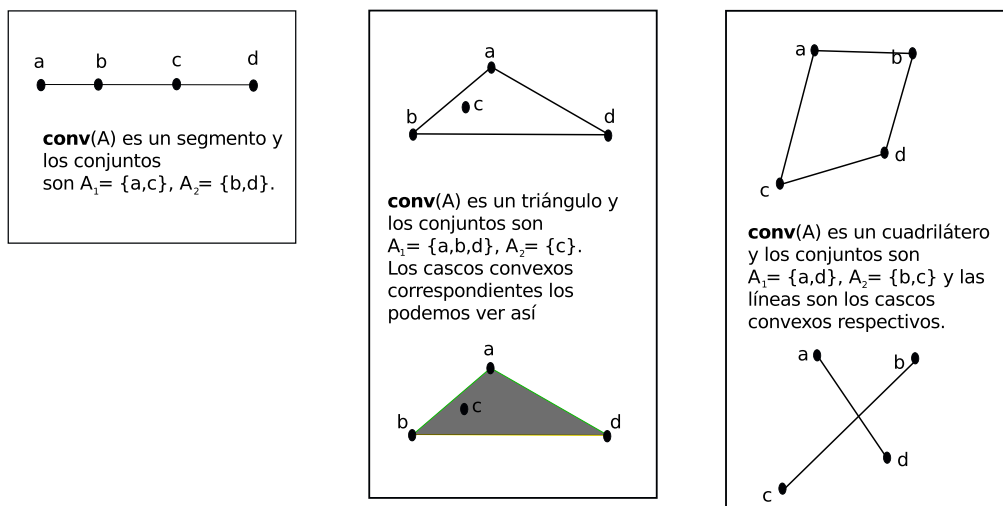 a b c d
conv(A) es un segmento y
los conjuntos
son A₁= {a,c}, A₂= {b,d}.
a
c
b d
conv(A) es un triángulo y
los conjuntos son
A₁= {a,b,d}, A₂= {c}.
Los cascos convexos
correspondientes los
podemos ver así
a
c
b d
a b
d
c
conv(A) es un cuadrilátero
y los conjuntos son
A₁= {a,d}, A₂= {b,c} y las
líneas son los cascos
convexos respectivos.
a b
d
c